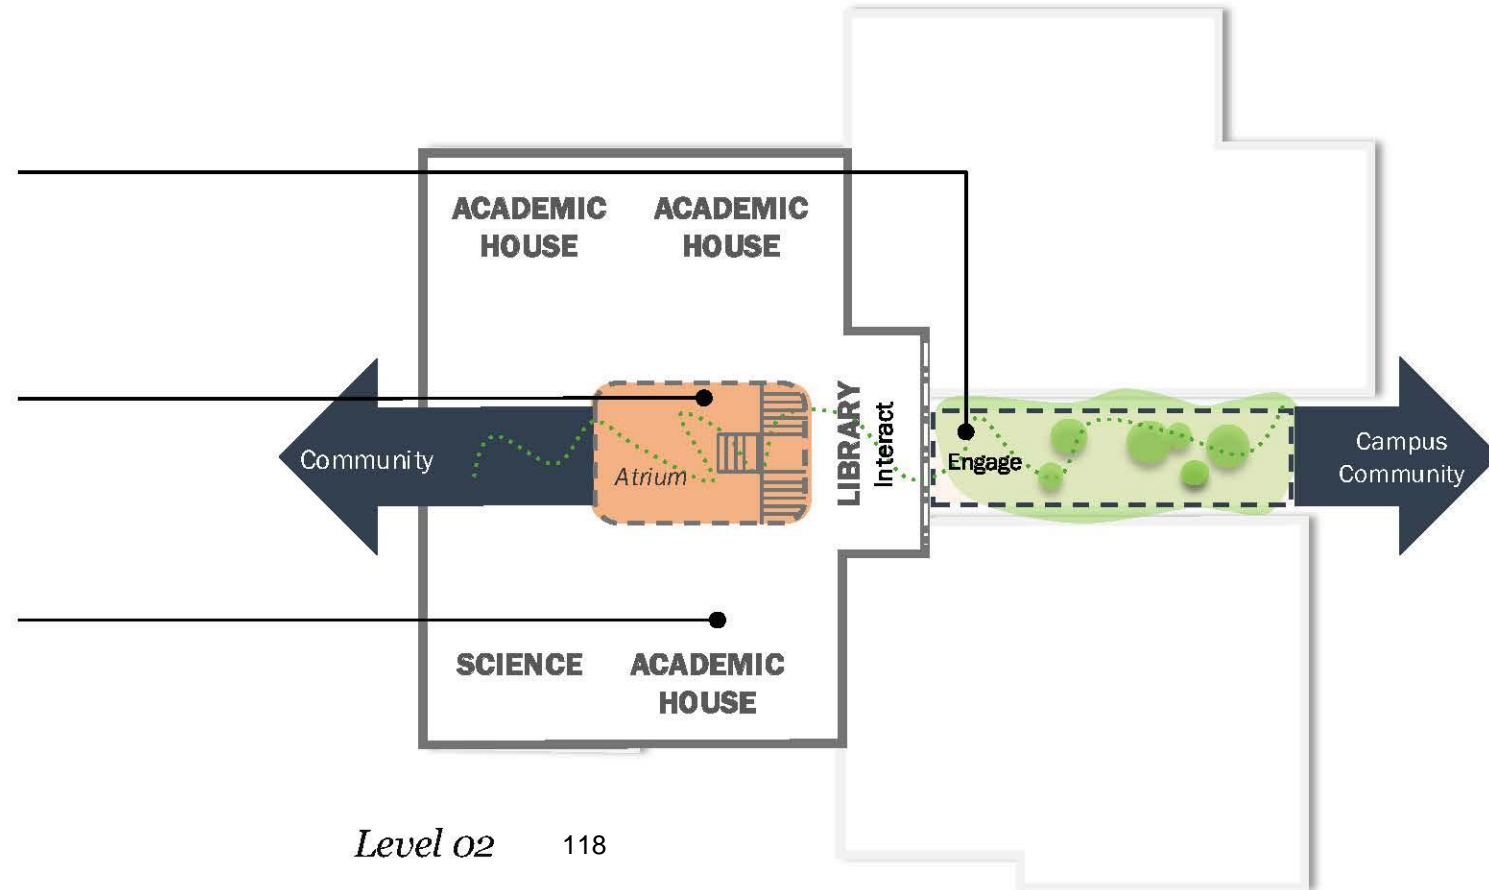 ACADEMIC
HOUSE
ACADEMIC
HOUSE
Community
Atrium
LIBRARY
Interact
Engage
Campus
Community
SCIENCE
ACADEMIC
HOUSE
Level 02
118